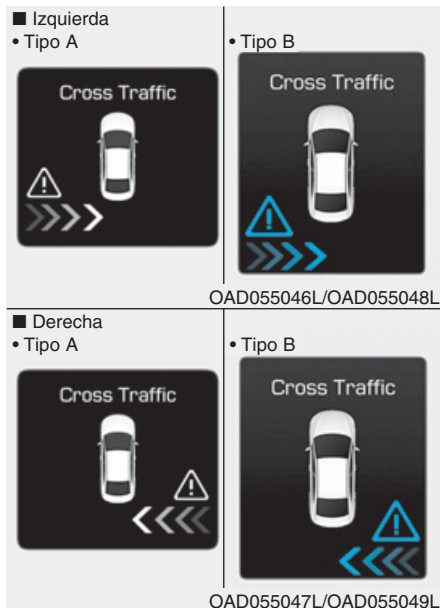 ■ Izquierda
• Tipo A
• Tipo B
Cross Traffic
Cross Traffic
OAD055046L/OAD055048L
■ Derecha
• Tipo A
• Tipo B
Cross Traffic
Cross Traffic
OAD055047L/OAD055049L